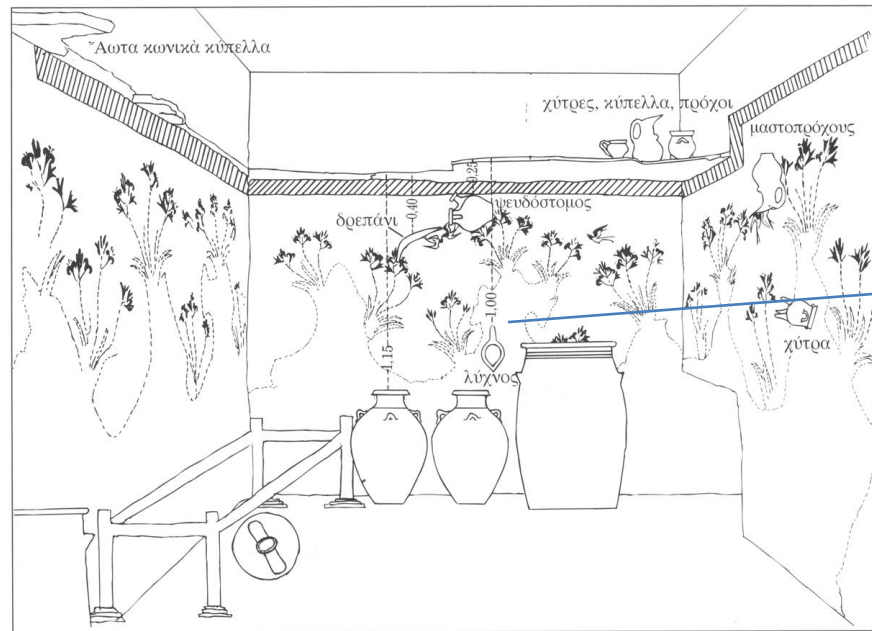 Ἄωτα κωνικὰ κύπελλα
χύτρες, κύπελλα, πρόχοι
μαστοπρόχους
0.25
0.40
ψευδόστομος
δρεπάνι
1.00
χύτρα
1.15
λύχνος